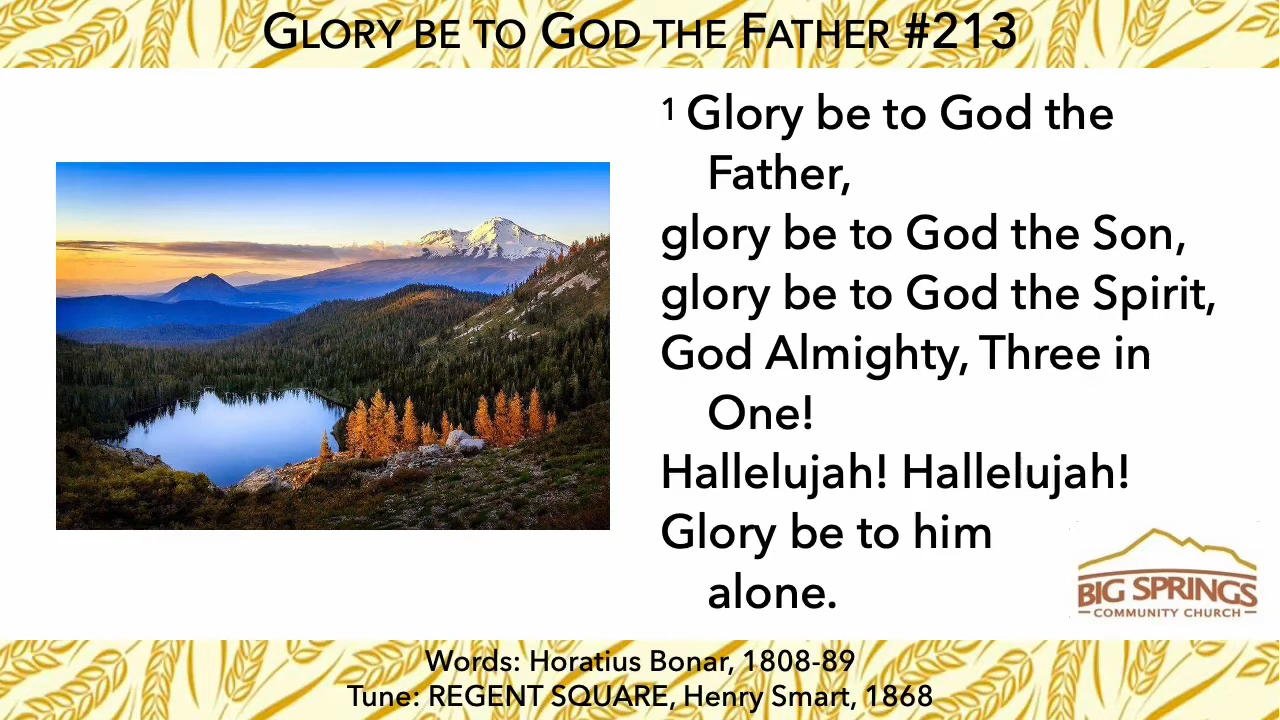 GLORY BE TO GOD THE FATHER #213
1 Glory be to God the
Father,
glory be to God the Son,
glory be to God the Spirit,
God Almighty, Three in
One!
Hallelujah! Hallelujah!
Glory be to him
alone.
BIG SPRINGS
COMMUNITY CHURCH
Words: Horatius Bonar, 1808-89
Tune: REGENT SQUARE, Henry Smart, 1868